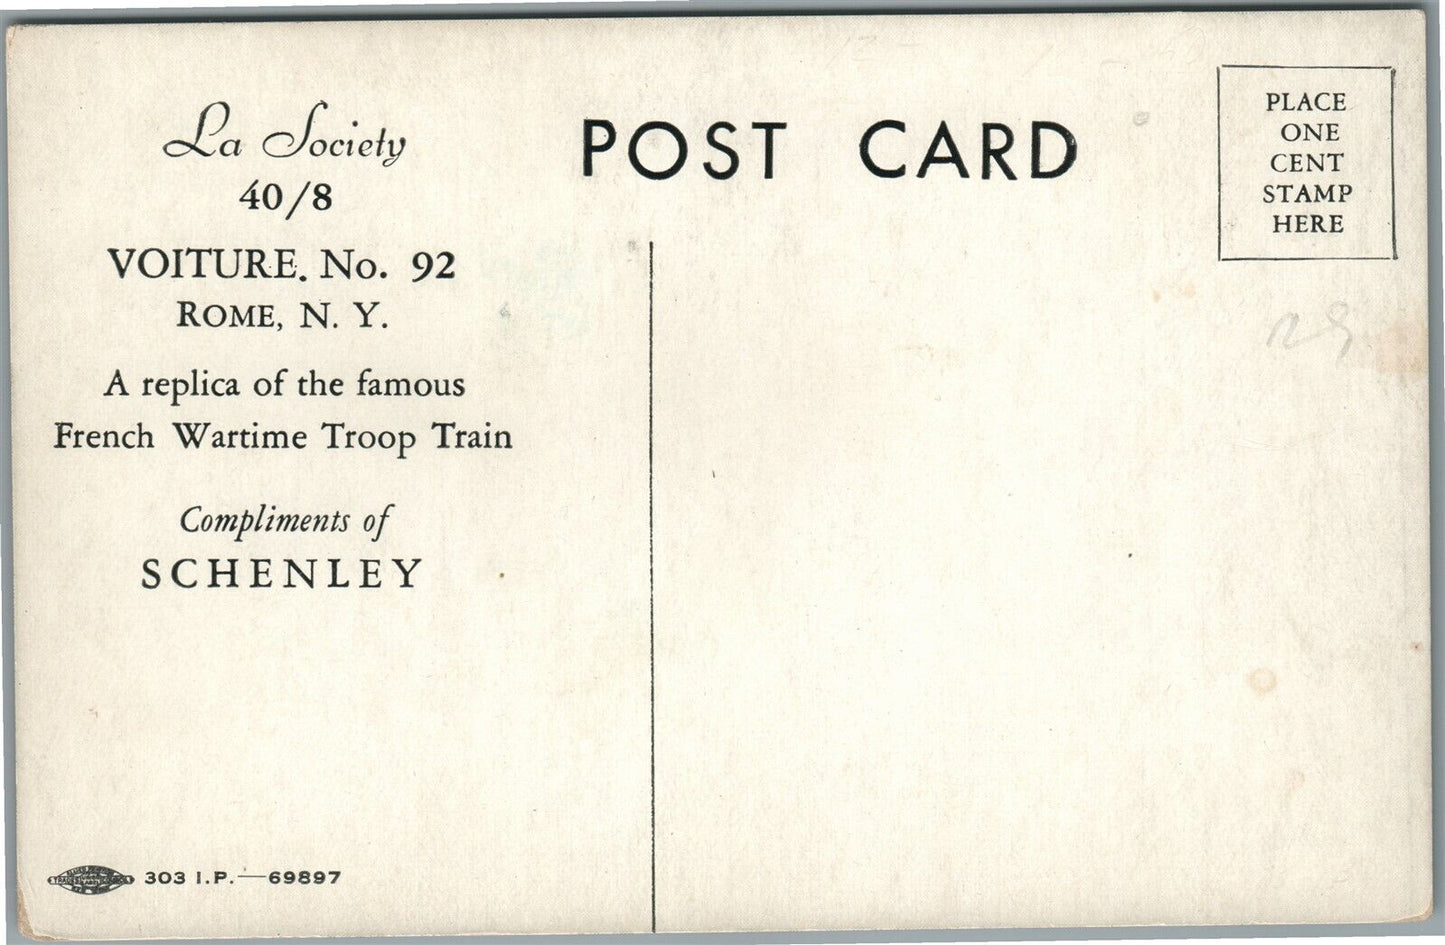 La Society
40/8
VOITURE. No. 92
ROME, N. Y.
A replica of the famous
French Wartime Troop Train
Compliments of
SCHENLEY
303 I.P.—69897
POST CARD
PLACE
ONE
CENT
STAMP
HERE